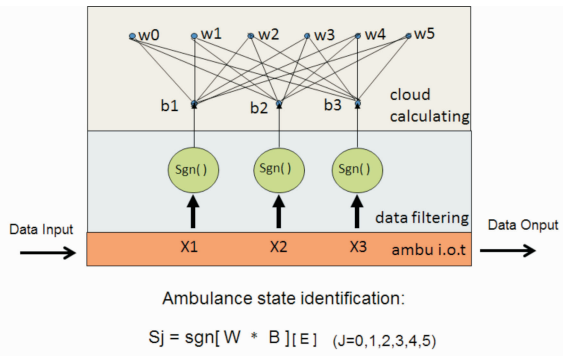 w0 w1 w2 w3 w4 w5
b1 b2 b3
cloud
calculating
Sgn( ) Sgn( ) Sgn( )
data filtering
Data Input
Data Onput
X1 X2 X3 ambu i.o.t
Ambulance state identification:
Sj = sgn[ W * B ][ E ] (J=0,1,2,3,4,5)